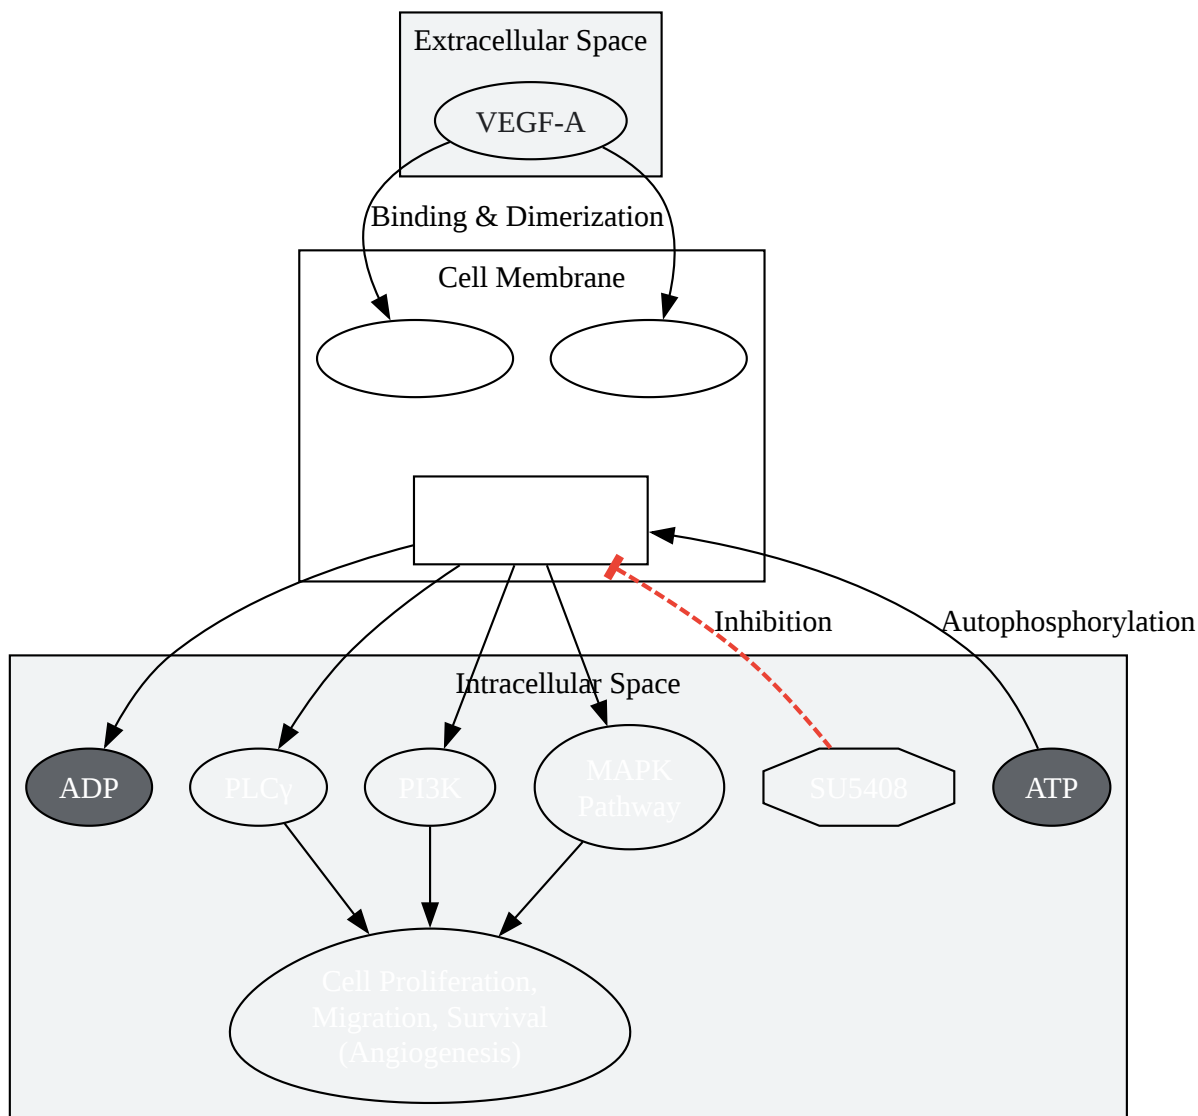 Extracellular Space
VEGF-A
Binding & Dimerization
Cell Membrane
Inhibition
Autophosphorylation
Intracellular Space
ADP
PLCγ
PI3K
MAPK
Pathway
SU5408
ATP
Cell Proliferation,
Migration, Survival
(Angiogenesis)